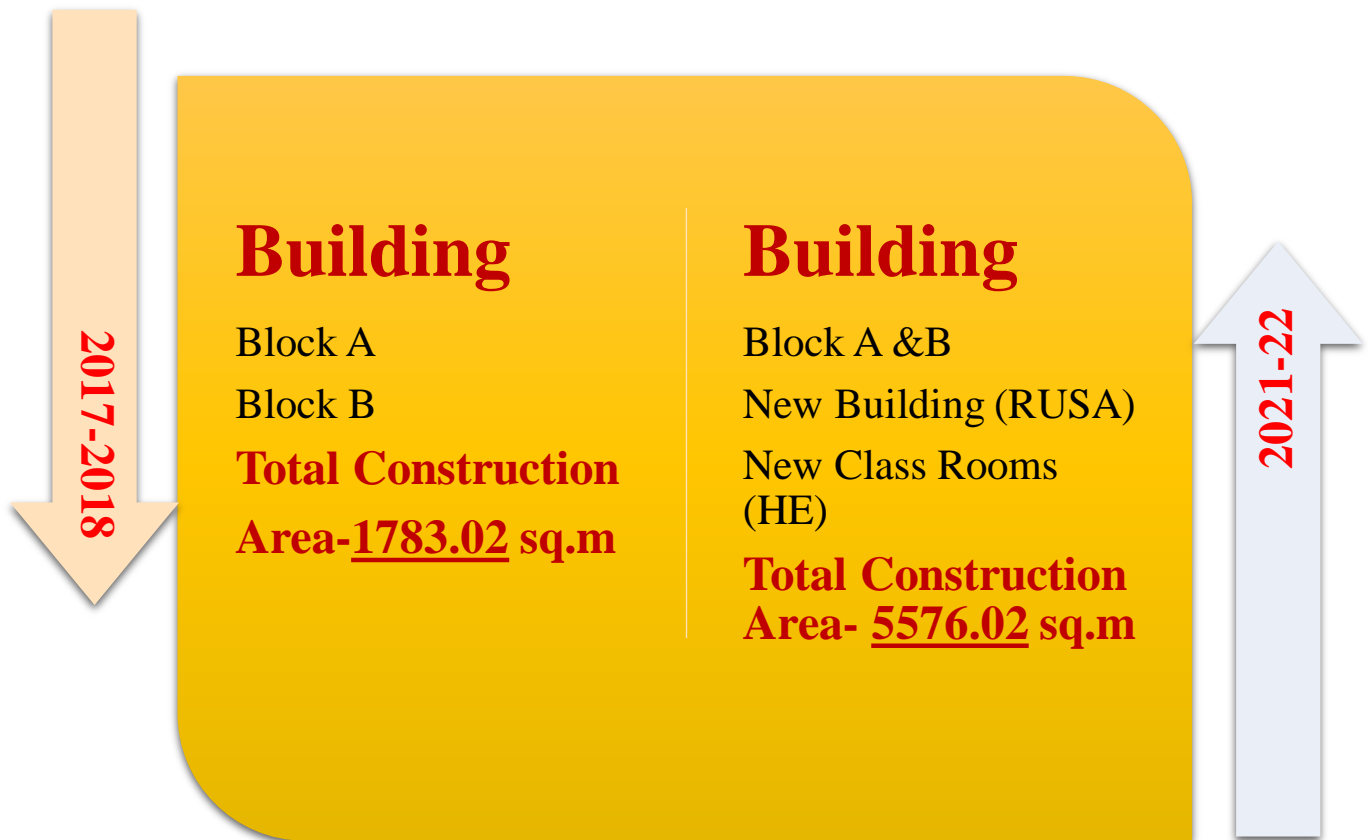 2017-2018
Building
Block A
Block B
Total Construction
Area-1783.02 sq.m
Building
Block A &B
New Building (RUSA)
New Class Rooms
(HE)
Total Construction
Area- 5576.02 sq.m
2021-22